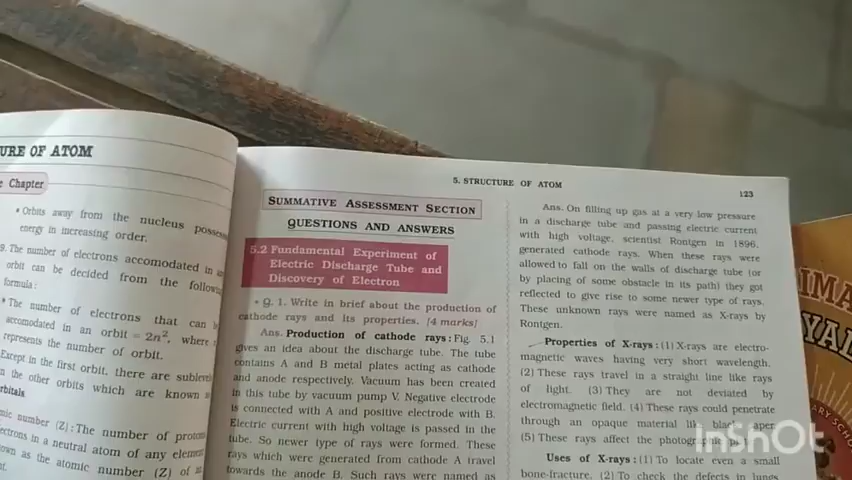 URE OF ATOM
e Chapter
• Orbits away from the nucleus
energy in increasing order.
9. The number of electrons accomodated in
orbit can be decided from the
formula:
• The number of electrons that can
accomodated in an orbit = 2n², where
represents the number of orbit.
Except in the first orbit, there are
the other orbits which are known
rbitals
mic number (Z) : The number of
ectrons in a neutral atom of any
own as the atomic number (Z) of
nt.
5. STRUCTURE OF ATOM
123
SUMMATIVE ASSESSMENT SECTION
QUESTIONS AND ANSWERS
5.2 Fundamental Experiment of
Electric Discharge Tube and
Discovery of Electron
• Q. 1. Write in brief about the production of
cathode rays and its properties. [4 marks]
Ans. Production of cathode rays : Fig. 5.1
gives an idea about the discharge tube. The tube
contains A and B metal plates acting as cathode
and anode respectively. Vacuum has been created
in this tube by vacuum pump V. Negative electrode
is connected with A and positive electrode with B.
Electric current with high voltage is passed in the
tube. So newer type of rays were formed. These
rays which were generated from cathode A travel
towards the anode B. Such rays were named as
Ans. On filling up gas at a very low pressure
in a discharge tube and passing electric current
with high voltage, scientist Rontgen in 1896,
generated cathode rays. When these rays were
allowed to fall on the walls of discharge tube (or
by placing of some obstacle in its path) they got
reflected to give rise to some newer type of rays.
These unknown rays were named as X-rays by
Rontgen.
Properties of X-rays : (1) X-rays are electro-
magnetic waves having very short wavelength.
(2) These rays travel in a straight line like rays
of light. (3) They are not deviated by
electromagnetic field. (4) These rays could penetrate
through an opaque material like black paper
(5) These rays affect the photographic
Uses of X-rays : (1) To locate even a small
bone-fracture. (2) To check the defects in lungs
IMA
YAL
ARY SCH
InShot